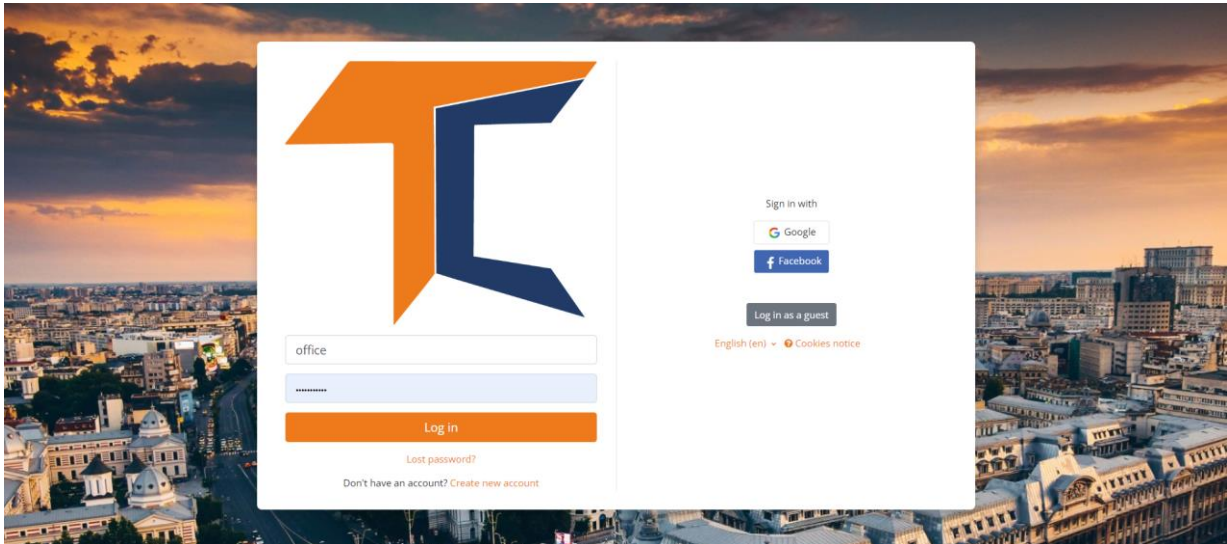 TC
office
•••••••••••
Log in
Lost password?
Don't have an account? Create new account
Sign in with
Google
Facebook
Log in as a guest
English (en) Cookies notice